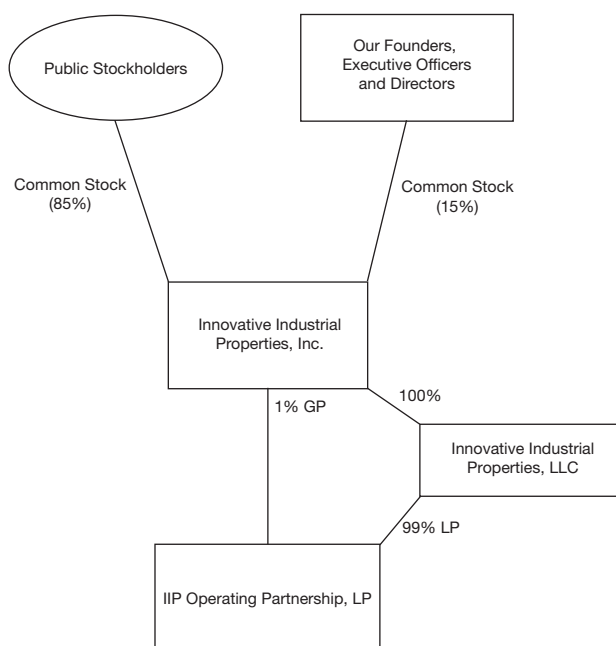 Public Stockholders
Our Founders,
Executive Officers
and Directors
Common Stock
(85%)
Common Stock
(15%)
Innovative Industrial
Properties, Inc.
1% GP
100%
Innovative Industrial
Properties, LLC
99% LP
IIP Operating Partnership, LP